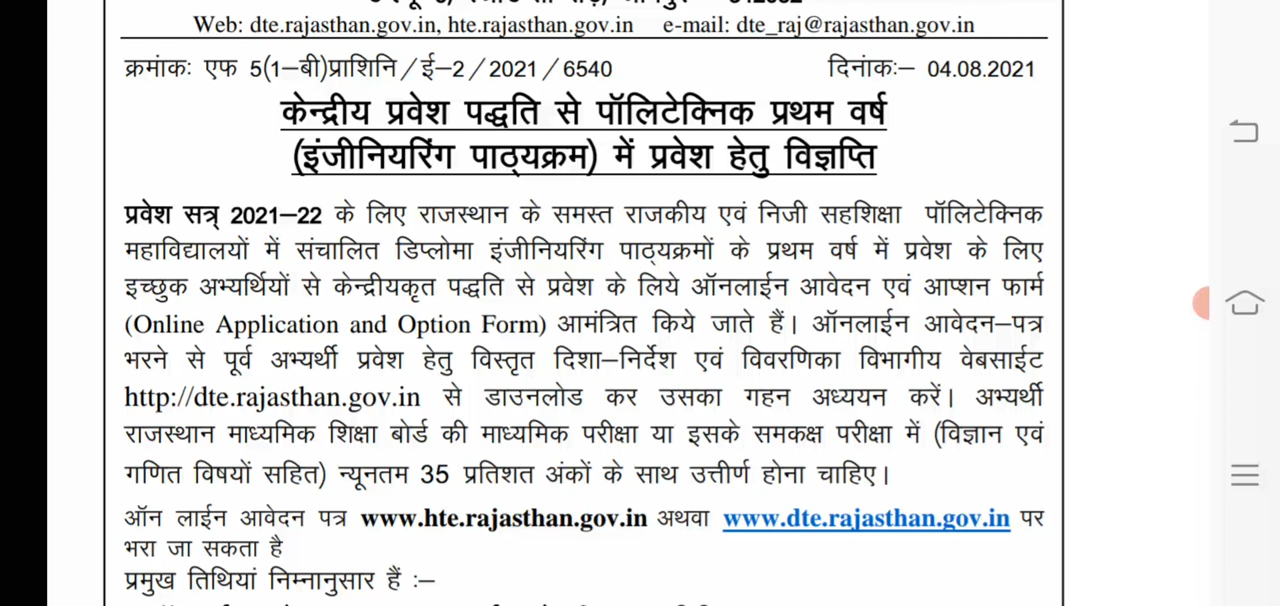 Web: dte.rajasthan.gov.in, hte.rajasthan.gov.in e-mail: dte_raj@rajasthan.gov.in
क्रमांकः एफ 5(1–बी)प्राशिनि/ई–2/2021/6540 दिनांकः– 04.08.2021
केन्द्रीय प्रवेश पद्धति से पॉलिटेक्निक प्रथम वर्ष
(इंजीनियरिंग पाठ्यक्रम) में प्रवेश हेतु विज्ञप्ति
प्रवेश सत्र् 2021–22 के लिए राजस्थान के समस्त राजकीय एवं निजी सहशिक्षा पॉलिटेक्निक
महाविद्यालयों में संचालित डिप्लोमा इंजीनियरिंग पाठ्यक्रमों के प्रथम वर्ष में प्रवेश के लिए
इच्छुक अभ्यर्थियों से केन्द्रीयकृत पद्धति से प्रवेश के लिये ऑनलाईन आवेदन एवं आप्शन फार्म
(Online Application and Option Form) आमंत्रित किये जाते हैं। ऑनलाईन आवेदन–पत्र
भरने से पूर्व अभ्यर्थी प्रवेश हेतु विस्तृत दिशा–निर्देश एवं विवरणिका विभागीय वेबसाईट
http://dte.rajasthan.gov.in से डाउनलोड कर उसका गहन अध्ययन करें। अभ्यर्थी
राजस्थान माध्यमिक शिक्षा बोर्ड की माध्यमिक परीक्षा या इसके समकक्ष परीक्षा में (विज्ञान एवं
गणित विषयों सहित) न्यूनतम 35 प्रतिशत अंकों के साथ उत्तीर्ण होना चाहिए।
ऑन लाईन आवेदन पत्र www.hte.rajasthan.gov.in अथवा www.dte.rajasthan.gov.in पर
भरा जा सकता है
प्रमुख तिथियां निम्नानुसार हैं :–